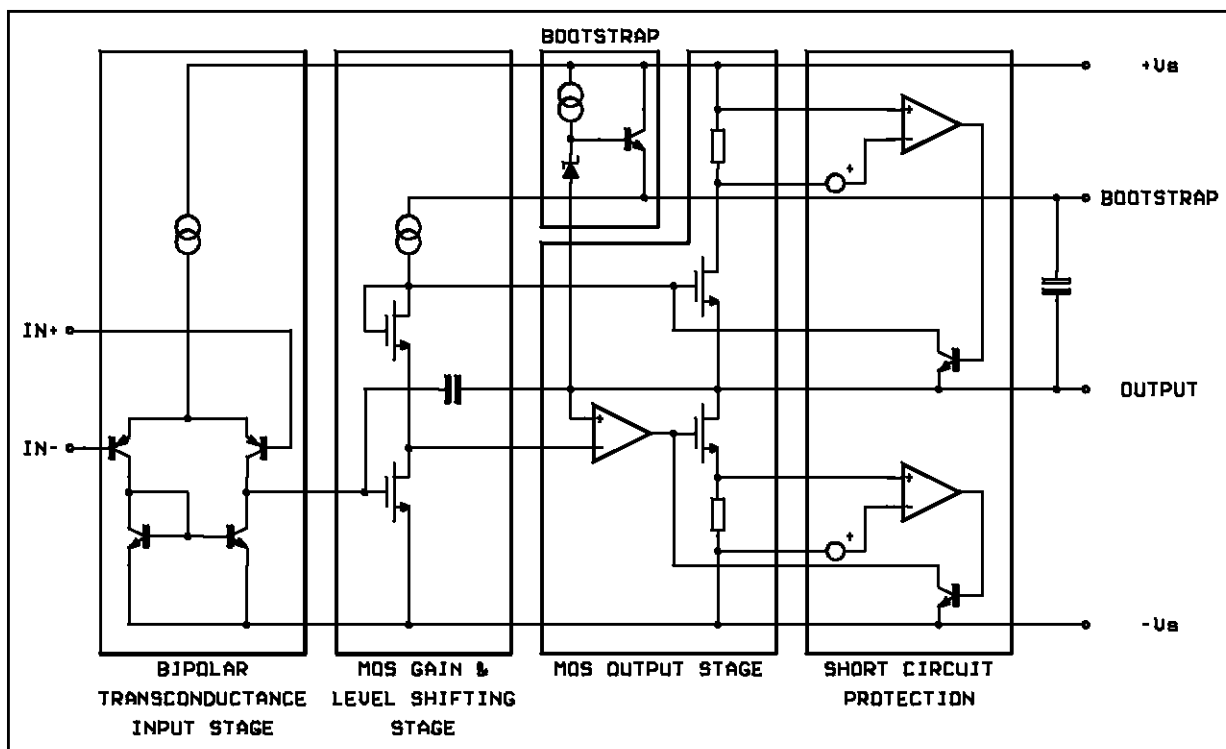 BOOTSTRAP
+Vs
+
-
+
BOOTSTRAP
IN+
OUTPUT
+
-
IN-
+
-
+
-Vs
BIPOLAR
TRANSCONDUCTANCE
INPUT STAGE
MOS GAIN &
LEVEL SHIFTING
STAGE
MOS OUTPUT STAGE
SHORT CIRCUIT
PROTECTION